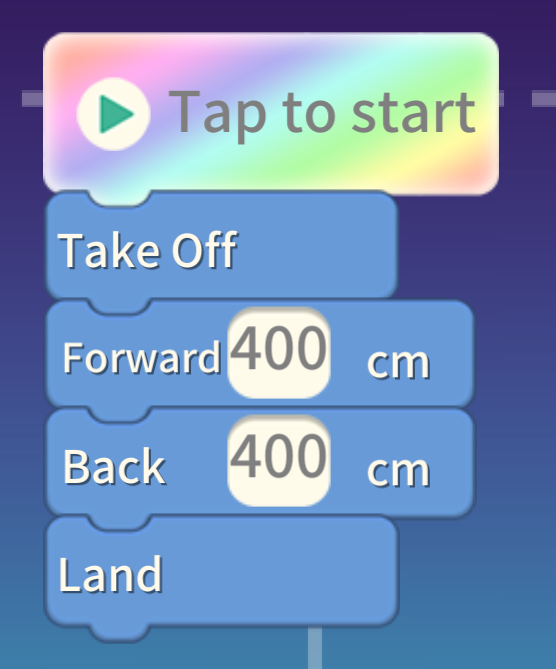 Tap to start
Take Off
Forward 400 cm
Back 400 cm
Land